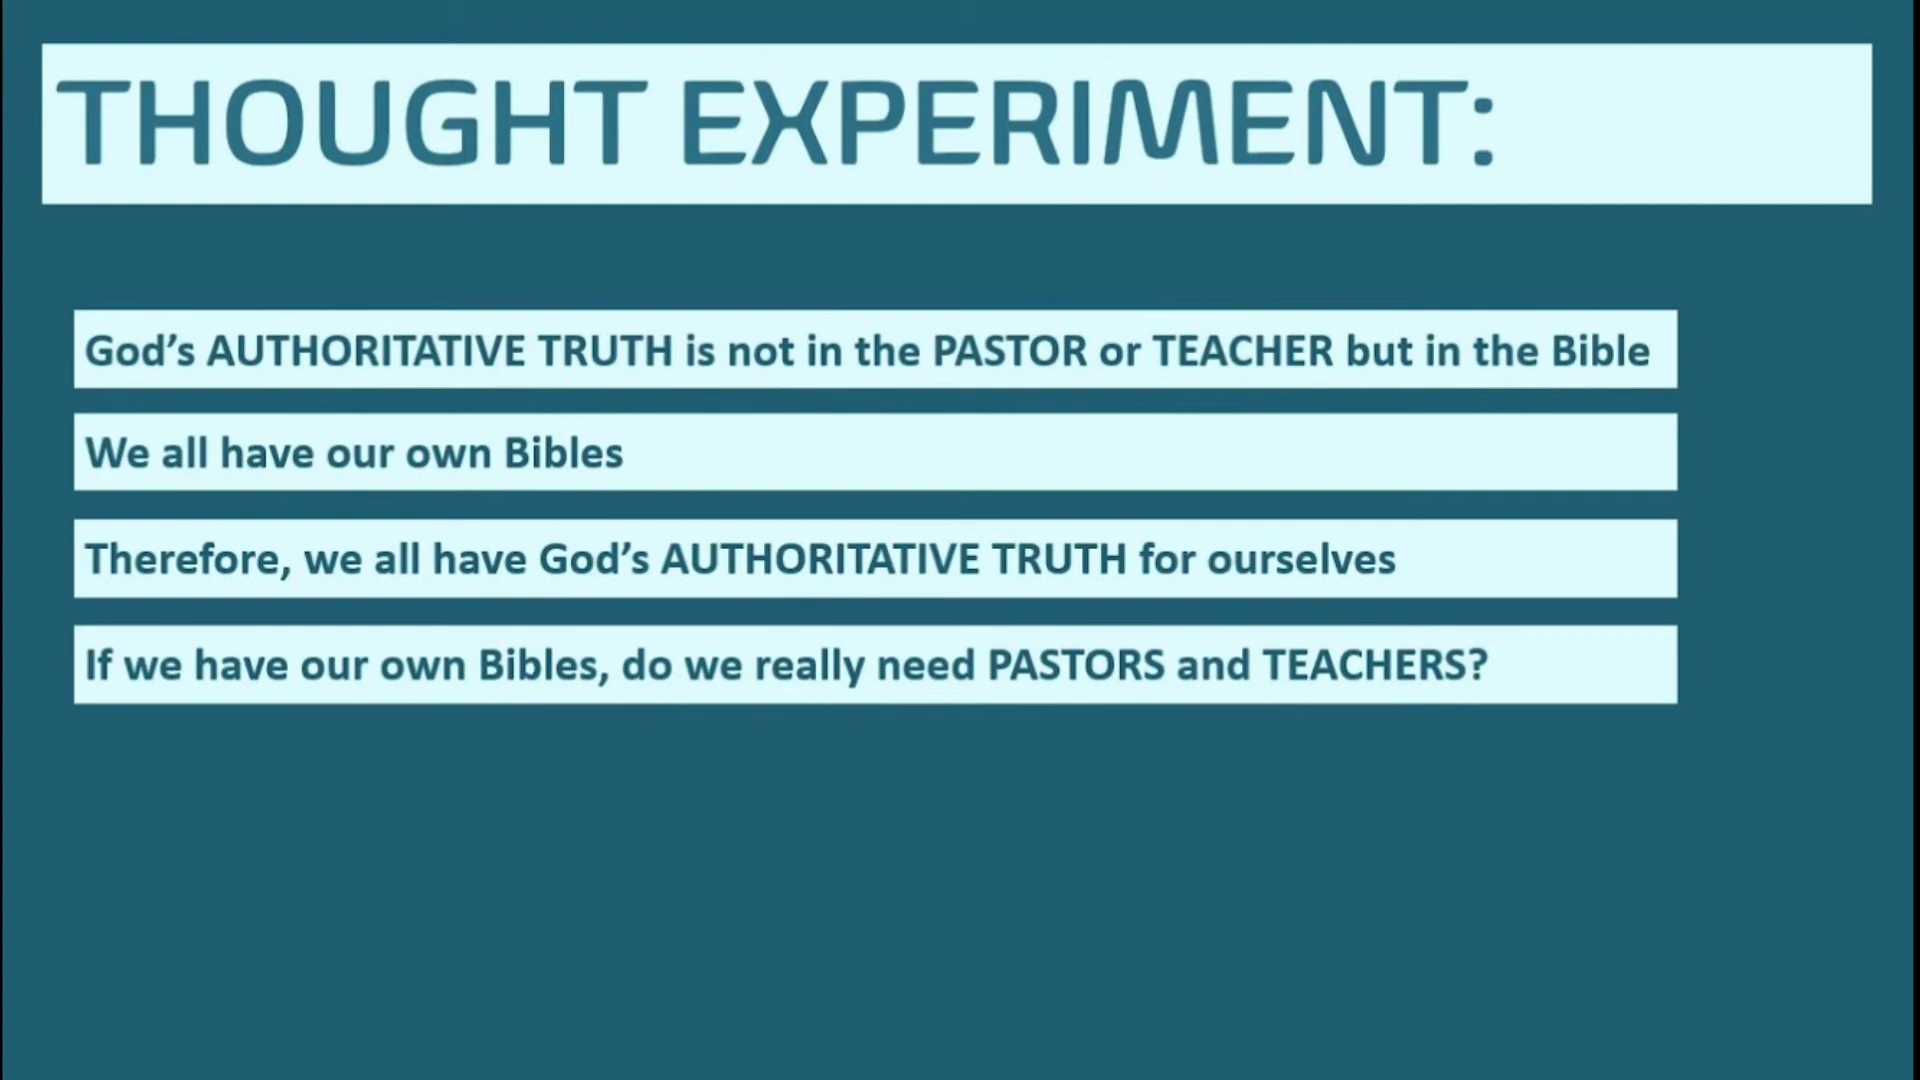 THOUGHT EXPERIMENT:
God’s AUTHORITATIVE TRUTH is not in the PASTOR or TEACHER but in the Bible
We all have our own Bibles
Therefore, we all have God’s AUTHORITATIVE TRUTH for ourselves
If we have our own Bibles, do we really need PASTORS and TEACHERS?